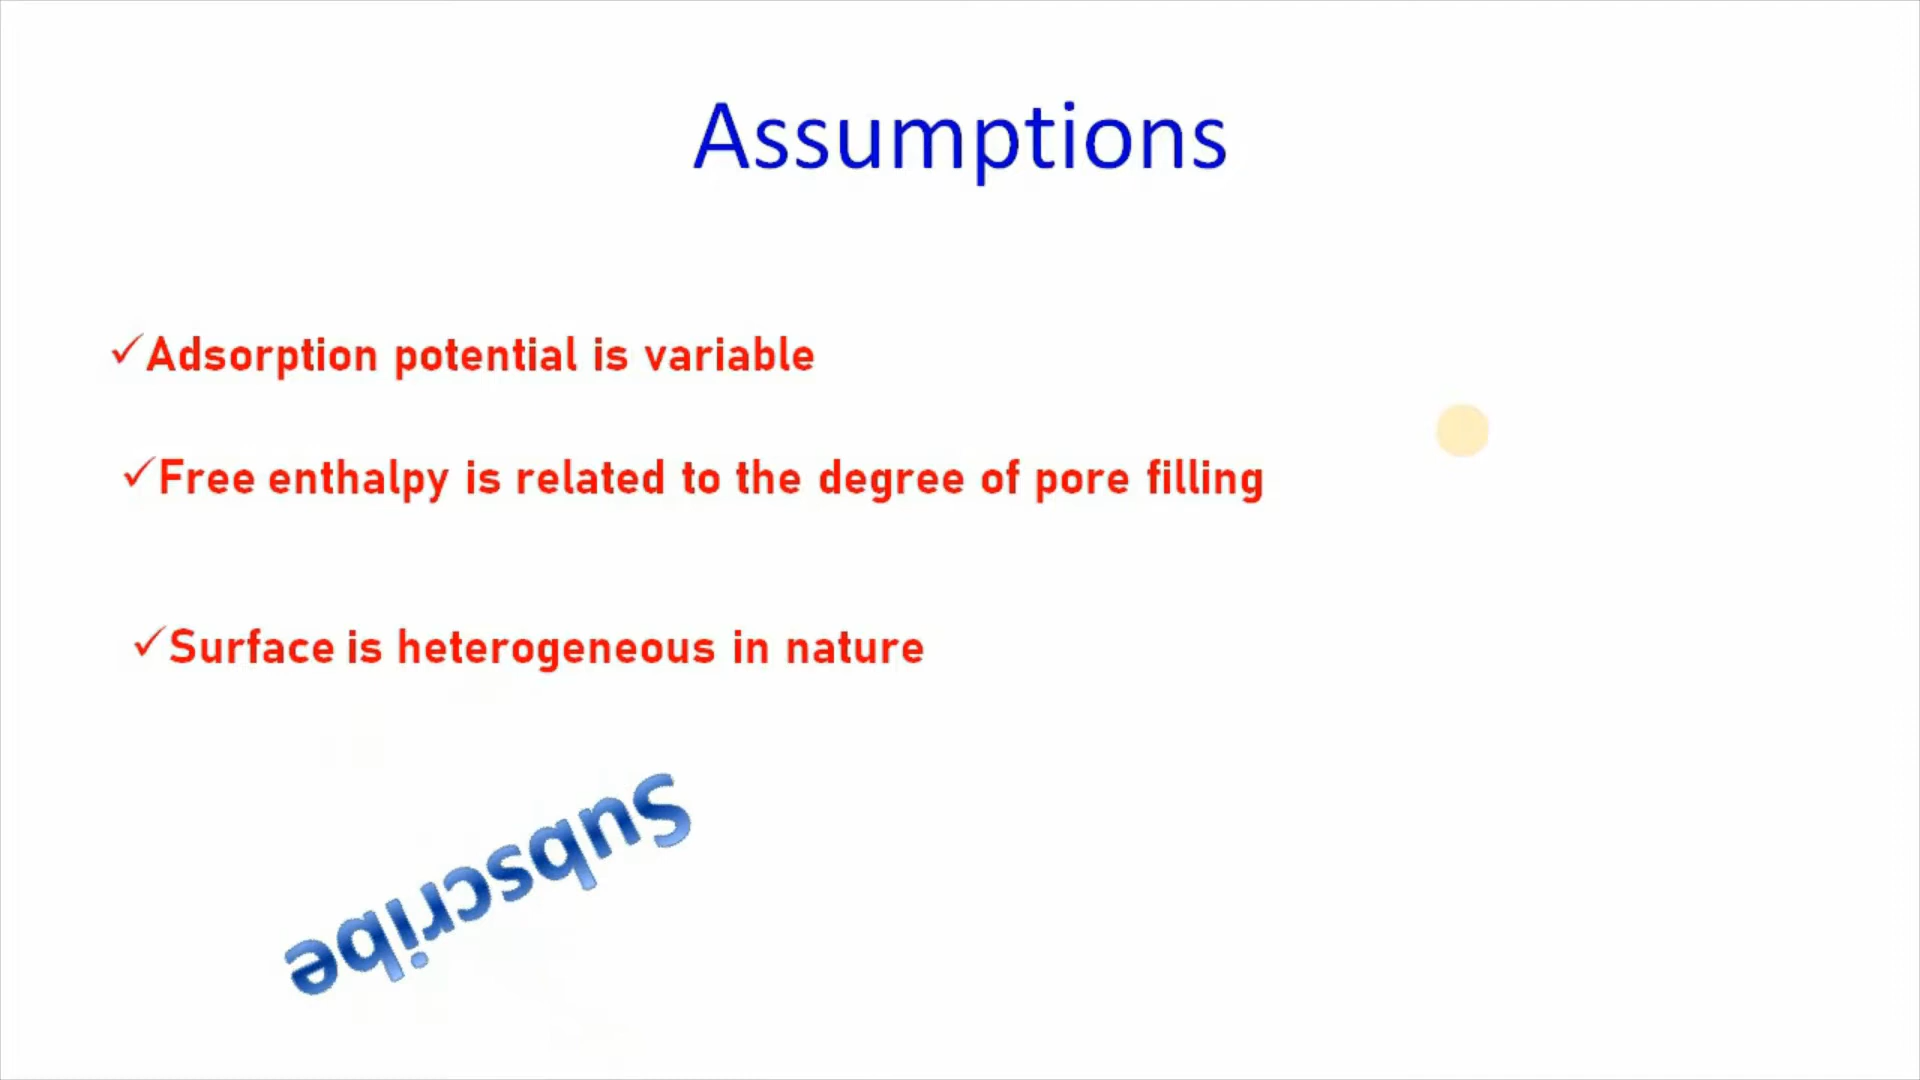 Assumptions
✓Adsorption potential is variable
✓Free enthalpy is related to the degree of pore filling
✓Surface is heterogeneous in nature
Subscribe